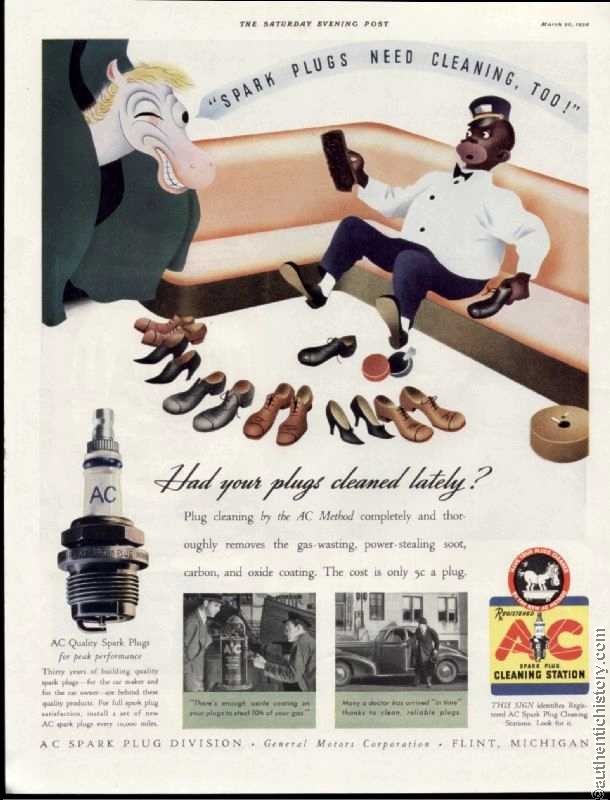 THE SATURDAY EVENING POST
"SPARK PLUGS NEED CLEANING, TOO!"
Had your plugs cleaned lately?
Plug cleaning by the AC Method completely and thor-
oughly removes the gas-wasting, power-stealing soot,
carbon, and oxide coating. The cost is only 5c a plug.
AC
AC Quality Spark Plugs
for peak performance
Thirty years of building quality
spark plugs—for the car maker and
for the car owner—are behind these
quality products. For full spark plug
satisfaction, install a set of new
AC spark plugs every 10,000 miles.
"There's enough oxide coating on
your plugs to steal 10% of your gas"
Many a doctor has arrived "in time"
thanks to clean, reliable plugs.
REGISTERED
AC
SPARK PLUG
CLEANING STATION
THIS SIGN identifies Regis-
tered AC Spark Plug Cleaning
Stations. Look for it.
AC SPARK PLUG DIVISION · General Motors Corporation · FLINT, MICHIGAN
©authentichistory.com